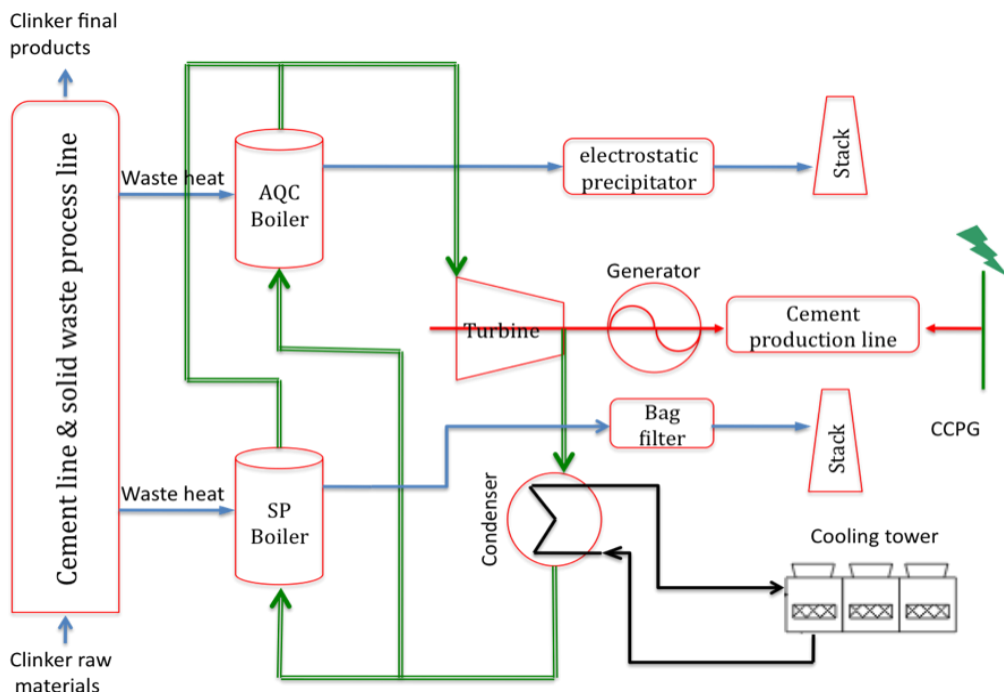 Clinker final
products
Cement line & solid waste process line
Waste heat
AQC
Boiler
electrostatic
precipitator
Stack
Generator
Turbine
Cement
production line
CCPG
Waste heat
SP
Boiler
Bag
filter
Stack
Condenser
Cooling tower
Clinker raw
materials